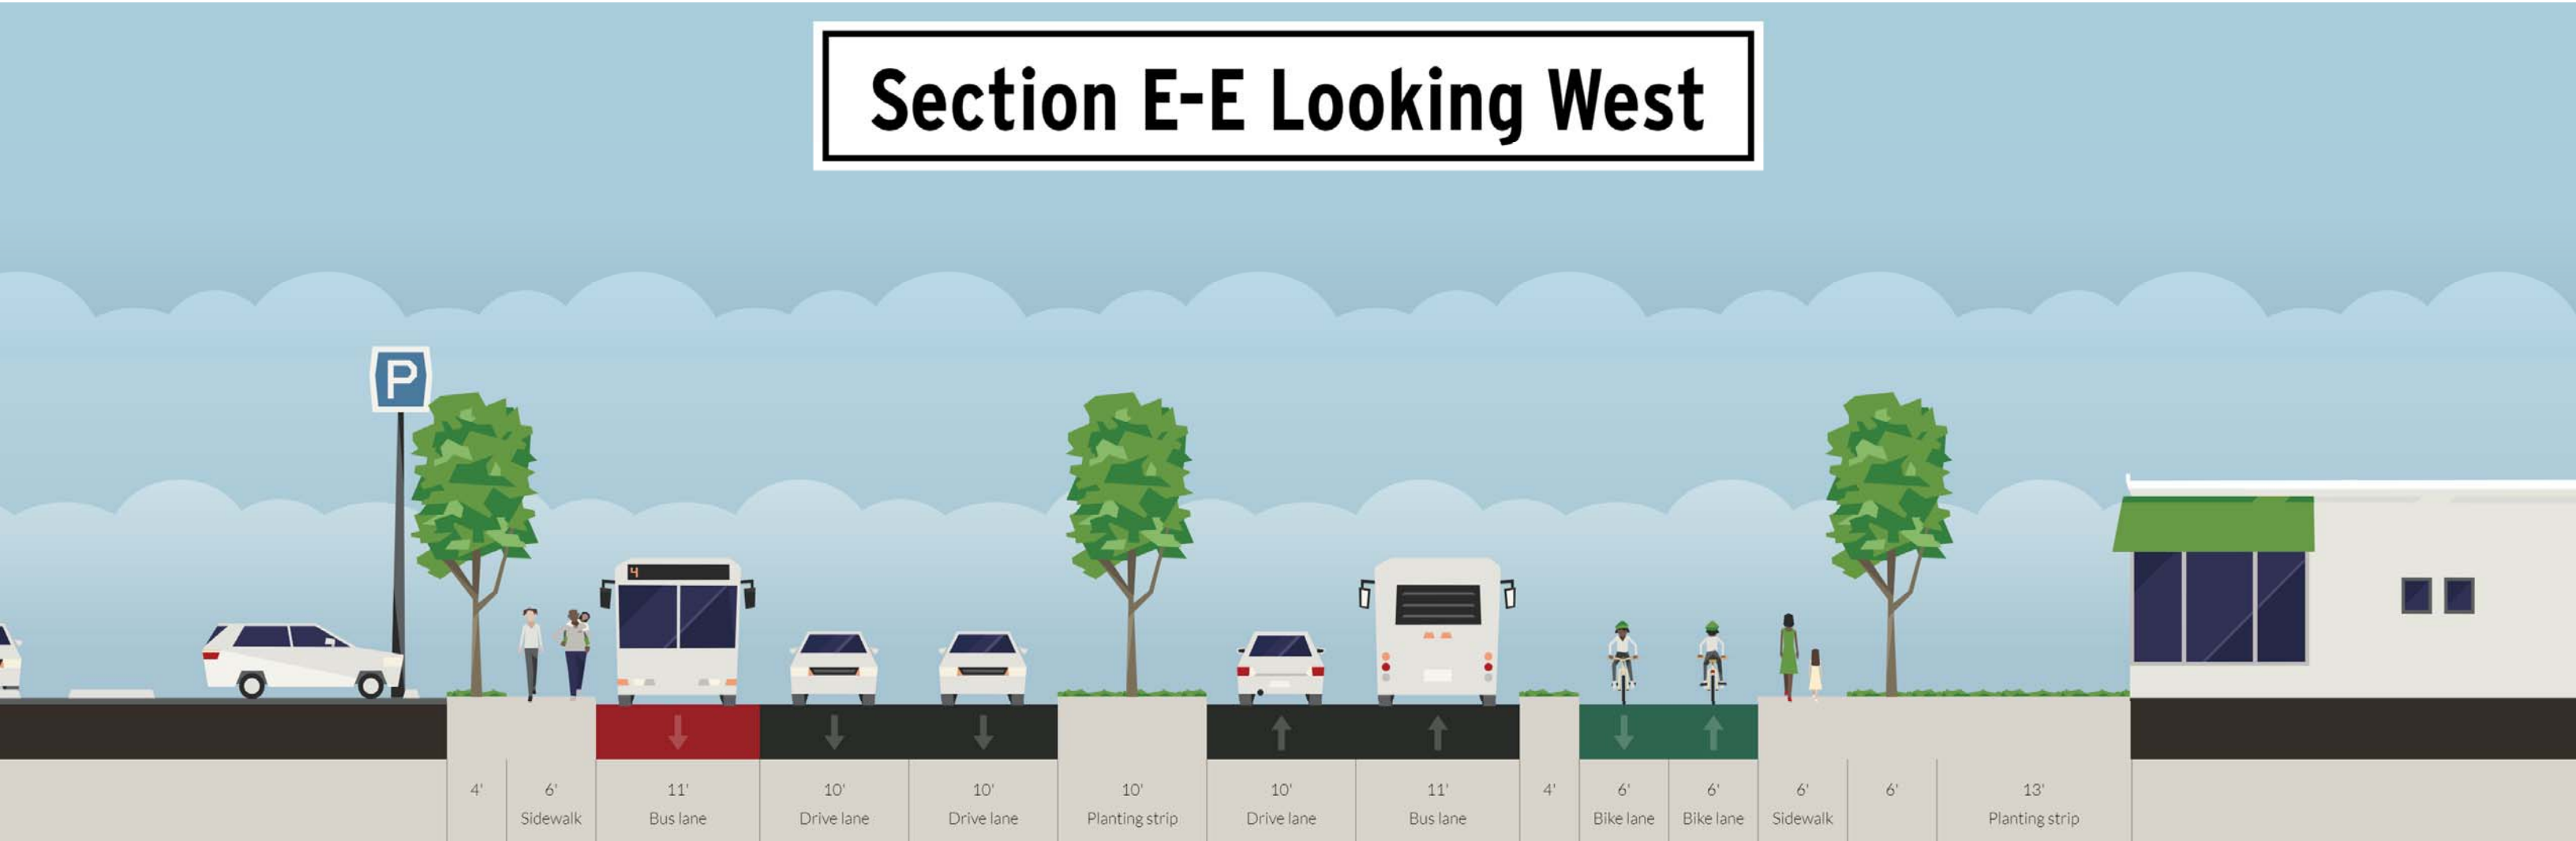 Section E-E Looking West
P
4
4'
6'
Sidewalk
11'
Bus lane
10'
Drive lane
10'
Drive lane
10'
Planting strip
10'
Drive lane
11'
Bus lane
4'
6'
Bike lane
6'
Bike lane
6'
Sidewalk
6'
13'
Planting strip